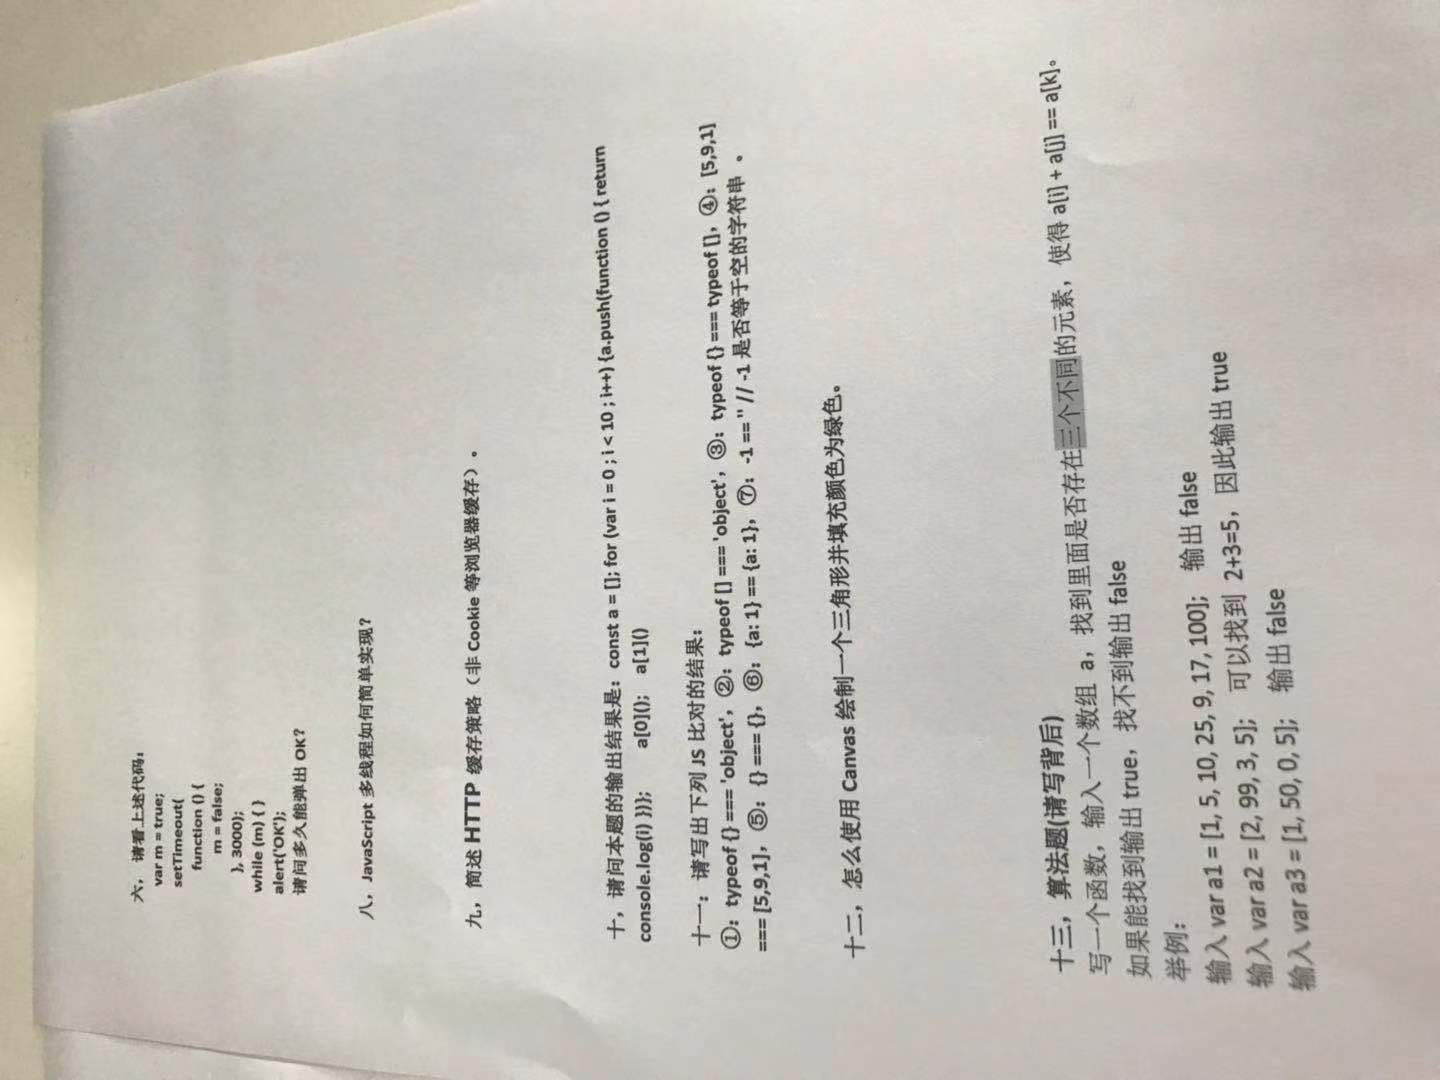 六，请看上述代码：
var m = true;
setTimeout(
function () {
m = false;
}, 3000);
while (m) { }
alert('OK');
请问多久能弹出 OK？
八，JavaScript 多线程如何简单实现？
九，简述 HTTP 缓存策略（非 Cookie 等浏览器缓存）。
十，请问本题的输出结果是：const a = []; for (var i = 0 ; i < 10 ; i++) {a.push(function () { return
console.log(i) })}; a[0](); a[1]()
十一：请写出下列 JS 比对的结果：
①：typeof {} === 'object'，②：typeof [] === 'object'，③：typeof {} === typeof []，④：[5,9,1]
=== [5,9,1]，⑤：{} === {}，⑥：{a: 1} == {a: 1}，⑦：-1 == '' // -1 是否等于空的字符串 。
十二，怎么使用 Canvas 绘制一个三角形并填充颜色为绿色。
十三，算法题(请写背后)
写一个函数，输入一个数组 a，找到里面是否存在三个不同的元素，使得 a[i] + a[j] == a[k]。
如果能找到输出 true，找不到输出 false
举例：
输入 var a1 = [1, 5, 10, 25, 9, 17, 100]; 输出 false
输入 var a2 = [2, 99, 3, 5]; 可以找到 2+3=5，因此输出 true
输入 var a3 = [1, 50, 0, 5]; 输出 false